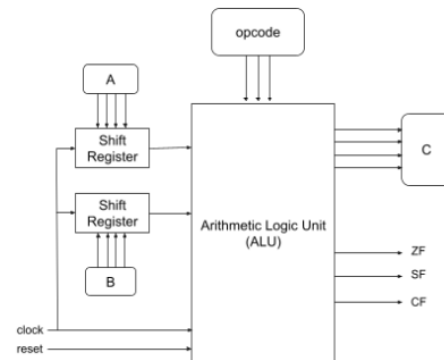 opcode
A
Shift
Register
Shift
Register
B
Arithmetic Logic Unit
(ALU)
C
ZF
SF
CF
clock
reset